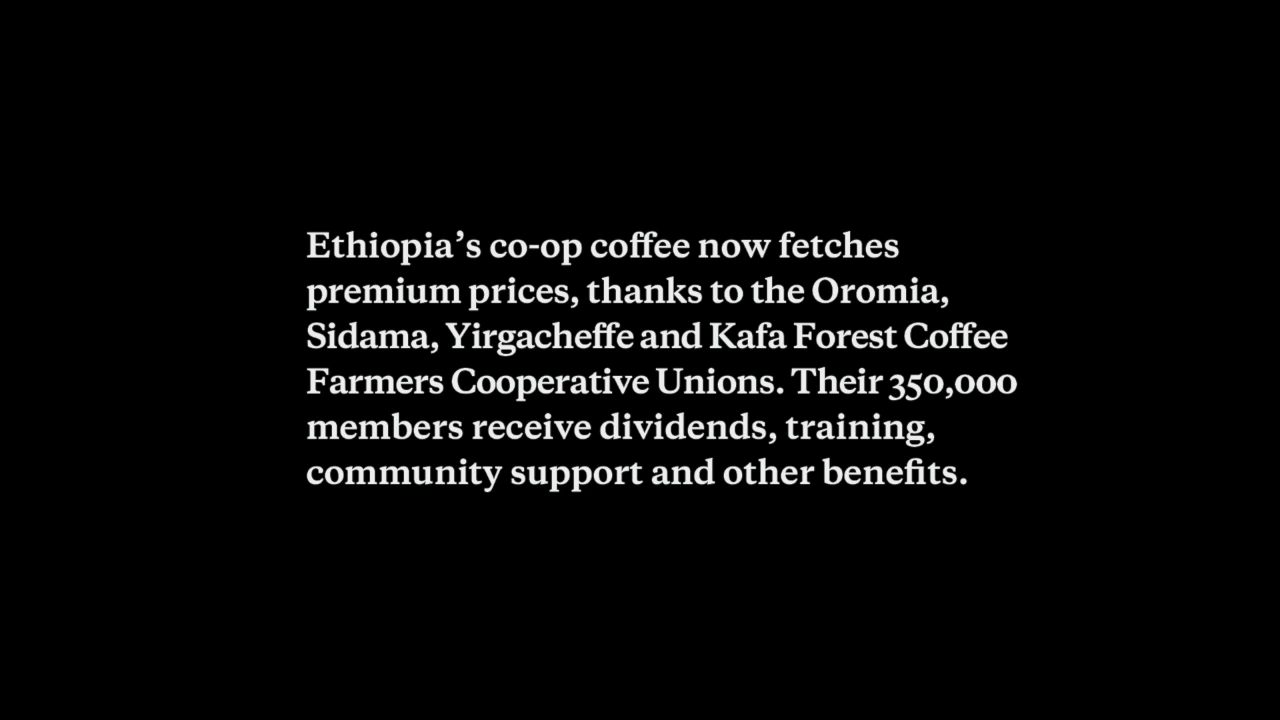 Ethiopia’s co-op coffee now fetches
premium prices, thanks to the Oromia,
Sidama, Yirgacheffe and Kafa Forest Coffee
Farmers Cooperative Unions. Their 350,000
members receive dividends, training,
community support and other benefits.